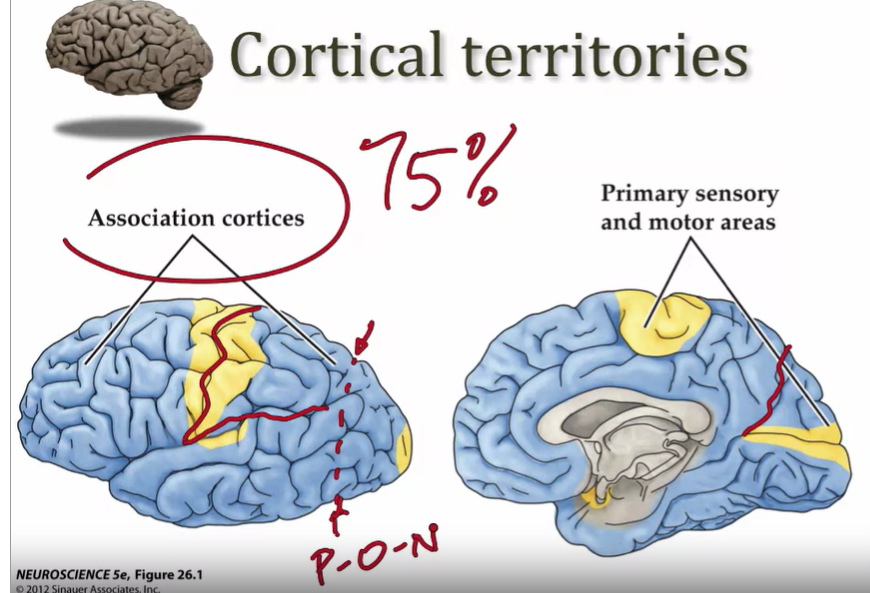 Cortical territories
75%
Association cortices
Primary sensory
and motor areas
P-O-N
NEUROSCIENCE 5e, Figure 26.1
© 2012 Sinauer Associates, Inc.